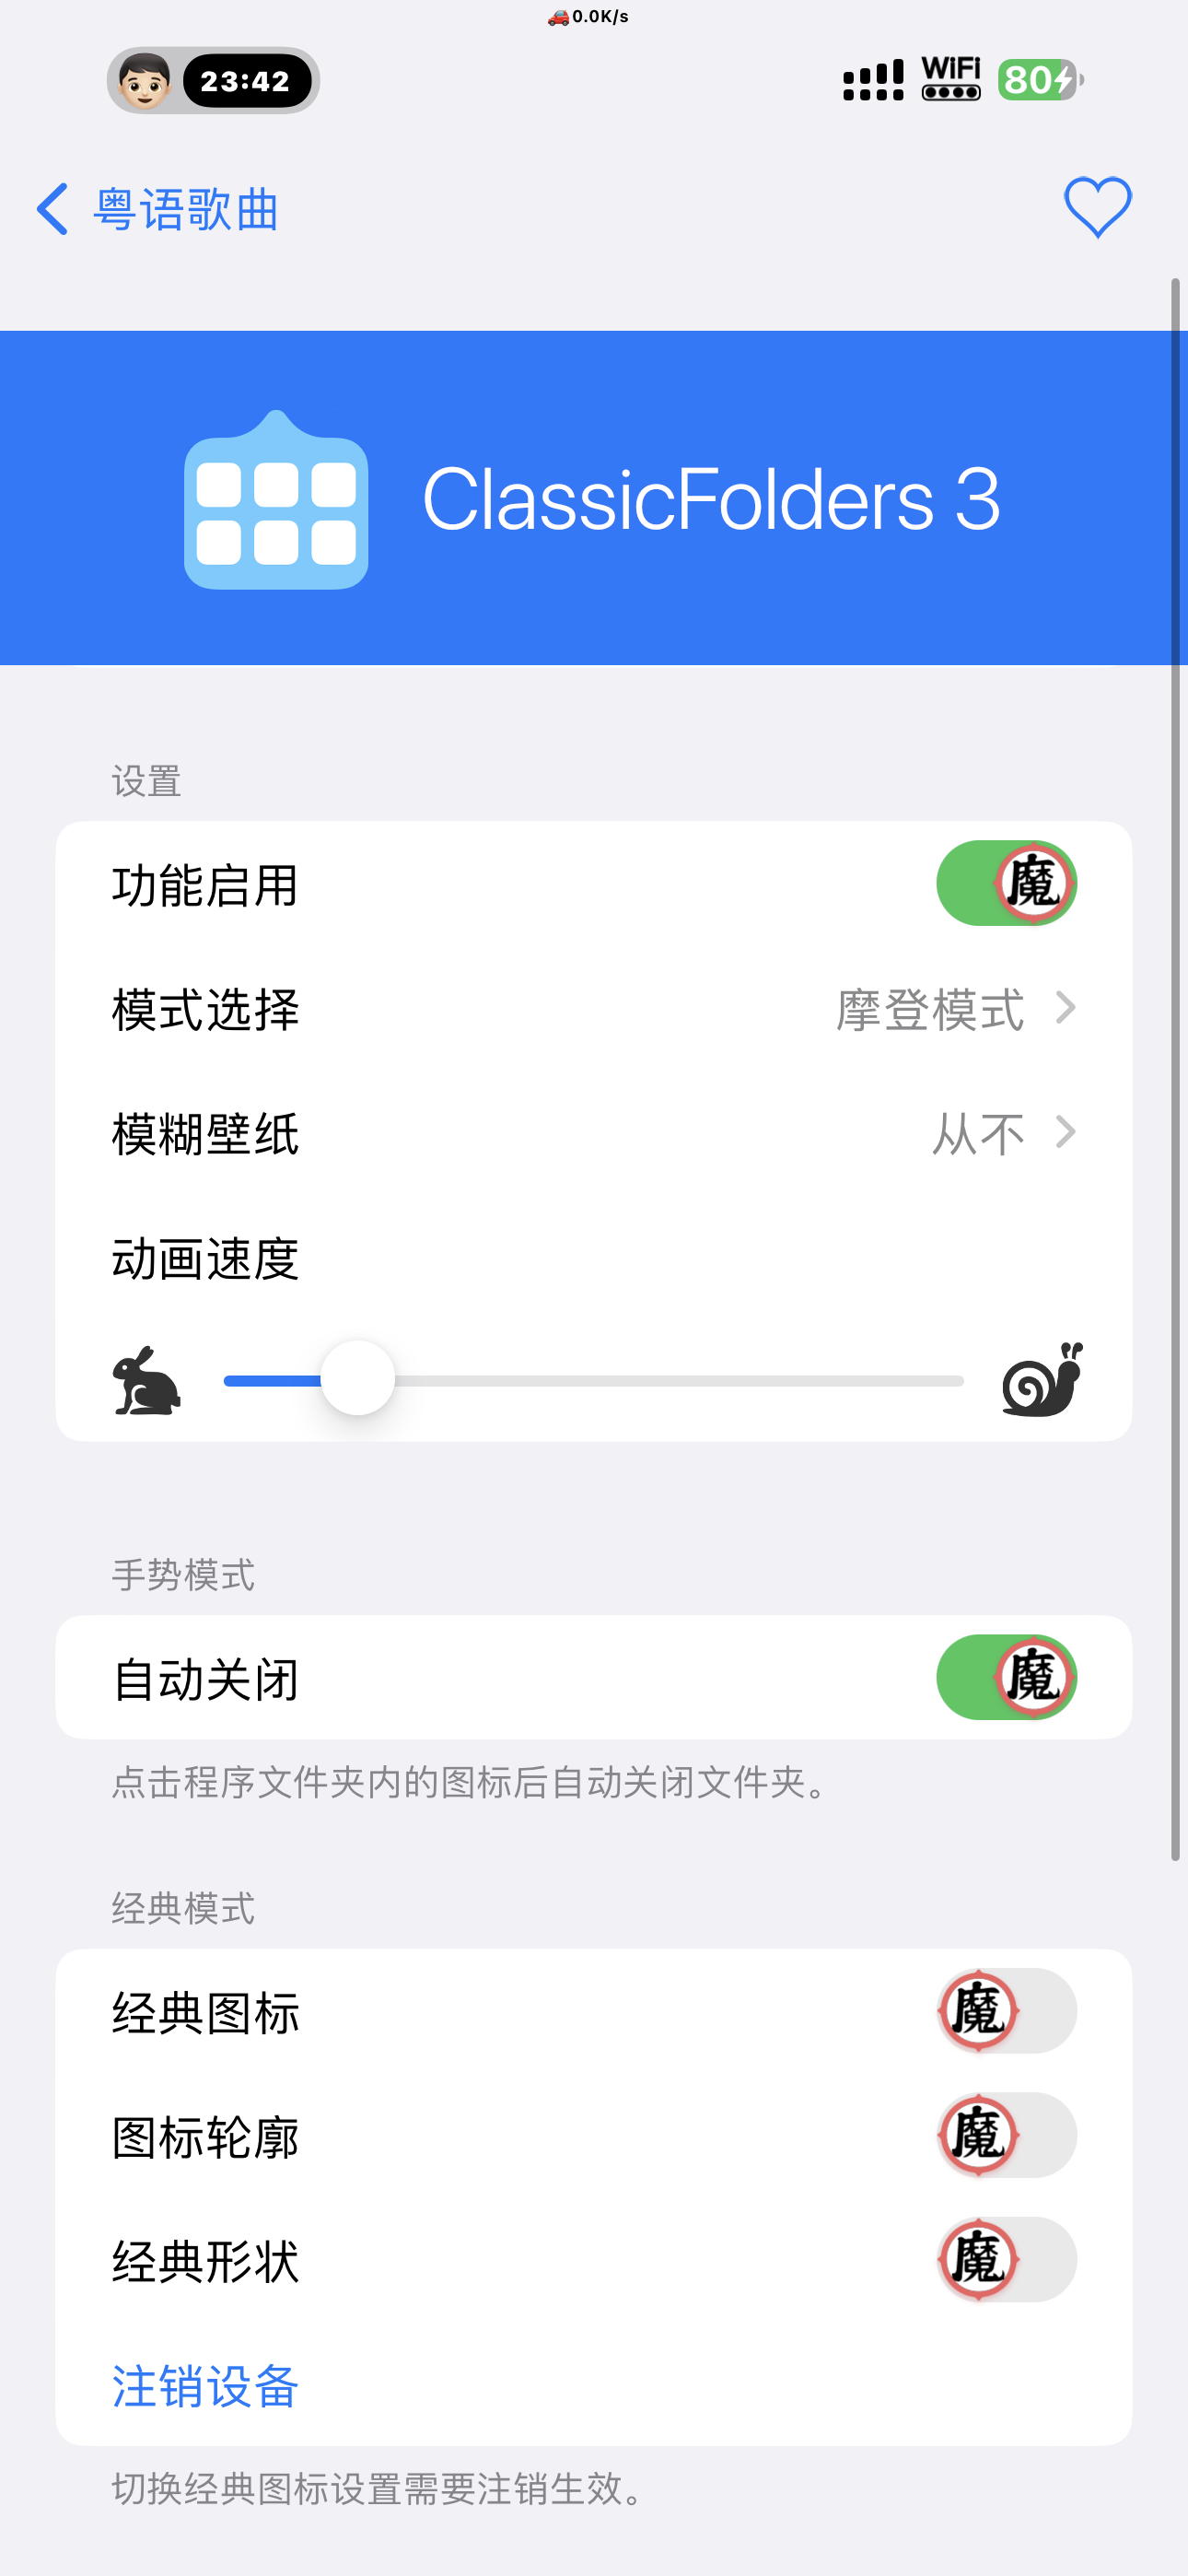 🚗0.0K/s
23:42
WiFi
80
粤语歌曲
ClassicFolders 3
设置
功能启用
魔
模式选择 摩登模式
模糊壁纸 从不
动画速度
手势模式
自动关闭
魔
点击程序文件夹内的图标后自动关闭文件夹。
经典模式
经典图标
魔
图标轮廓
魔
经典形状
魔
注销设备
切换经典图标设置需要注销生效。